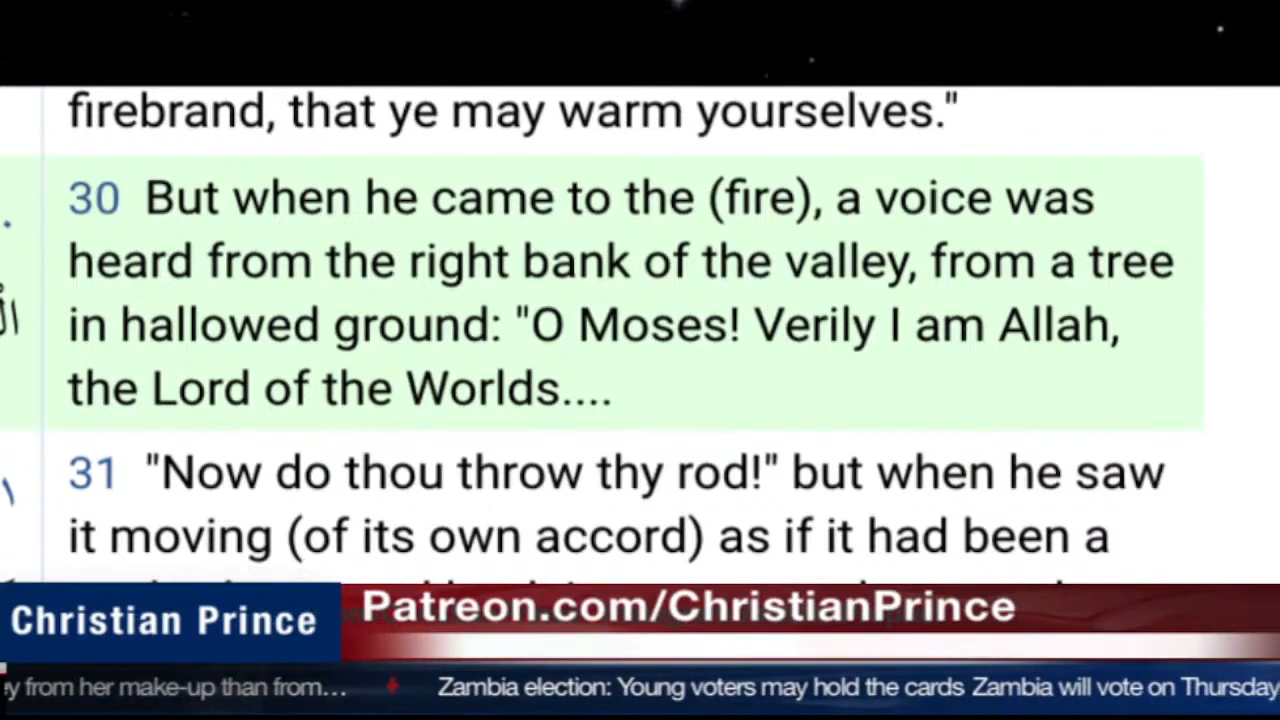 firebrand, that ye may warm yourselves."
30 But when he came to the (fire), a voice was
heard from the right bank of the valley, from a tree
in hallowed ground: "O Moses! Verily I am Allah,
the Lord of the Worlds....
31 "Now do thou throw thy rod!" but when he saw
it moving (of its own accord) as if it had been a
Christian Prince
Patreon.com/ChristianPrince
from her make-up than from... Zambia election: Young voters may hold the cards Zambia will vote on Thursday